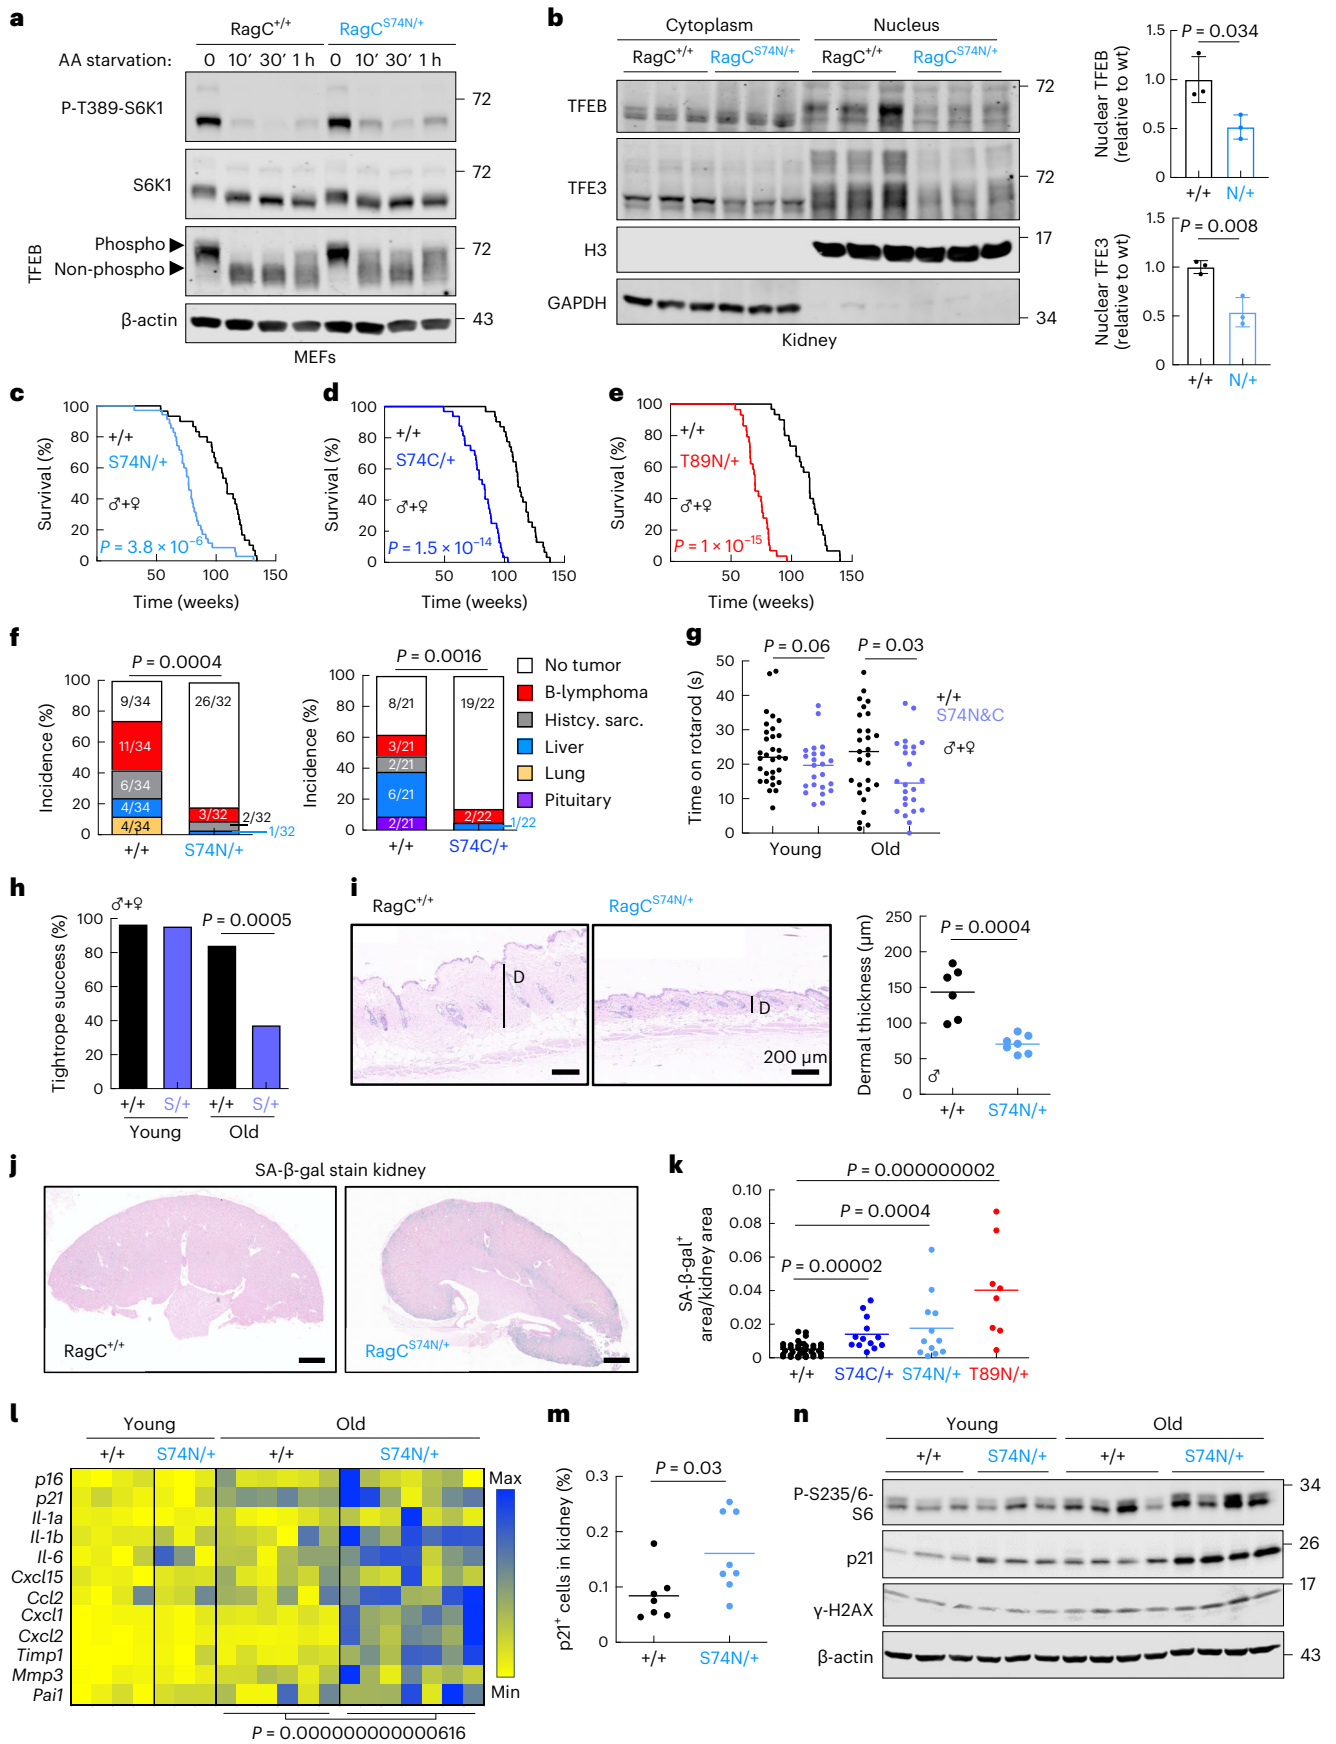 a
RagC+/+ RagCS74N/+
AA starvation: 0 10′ 30′ 1 h 0 10′ 30′ 1 h
P-T389-S6K1 72
S6K1 72
TFEB
Phospho ▶ 72
Non-phospho ▶
β-actin 43
MEFs
b
Cytoplasm Nucleus
RagC+/+ RagCS74N/+ RagC+/+ RagCS74N/+
TFEB 72
TFE3 72
H3 17
GAPDH 34
Kidney
Nuclear TFEB
(relative to wt)
P = 0.034
1.5
1.0
0.5
0
+/+ N/+
Nuclear TFE3
(relative to wt)
P = 0.008
1.5
1.0
0.5
0
+/+ N/+
c
Survival (%)
100
80
60
40
20
0
+/+
S74N/+
♂+♀
P = 3.8 × 10−6
50 100 150
Time (weeks)
d
Survival (%)
100
80
60
40
20
0
+/+
S74C/+
♂+♀
P = 1.5 × 10−14
50 100 150
Time (weeks)
e
Survival (%)
100
80
60
40
20
0
+/+
T89N/+
♂+♀
P = 1 × 10−15
50 100 150
Time (weeks)
f
Incidence (%)
P = 0.0004
100
80
60
40
20
0
9/34
11/34
6/34
4/34
4/34
26/32
3/32
2/32
1/32
+/+ S74N/+
Incidence (%)
P = 0.0016
100
80
60
40
20
0
8/21
3/21
2/21
6/21
2/21
19/22
2/22
1/22
+/+ S74C/+
No tumor
B-lymphoma
Histcy. sarc.
Liver
Lung
Pituitary
g
Time on rotarod (s)
P = 0.06 P = 0.03
50
40
30
20
10
0
+/+
S74N&C
♂+♀
Young Old
h
Tightrope success (%)
♂+♀
P = 0.0005
100
80
60
40
20
0
+/+ S/+ +/+ S/+
Young Old
i
RagC+/+ RagCS74N/+
D
D
200 µm
Dermal thickness (µm)
P = 0.0004
250
200
150
100
50
0
♂
+/+ S74N/+
j
SA-β-gal stain kidney
RagC+/+
RagCS74N/+
k
SA-β-gal+
area/kidney area
P = 0.000000002
P = 0.0004
P = 0.00002
0.10
0.08
0.06
0.04
0.02
0
+/+ S74C/+ S74N/+ T89N/+
l
Young Old
+/+ S74N/+ +/+ S74N/+
p16
p21
Il-1a
Il-1b
Il-6
Cxcl15
Ccl2
Cxcl1
Cxcl2
Timp1
Mmp3
Pai1
Max
Min
P = 0.0000000000000616
m
p21+ cells in kidney (%)
P = 0.03
0.3
0.2
0.1
0
+/+ S74N/+
n
Young Old
+/+ S74N/+ +/+ S74N/+
P-S235/6-
S6
34
p21 26
γ-H2AX 17
β-actin 43